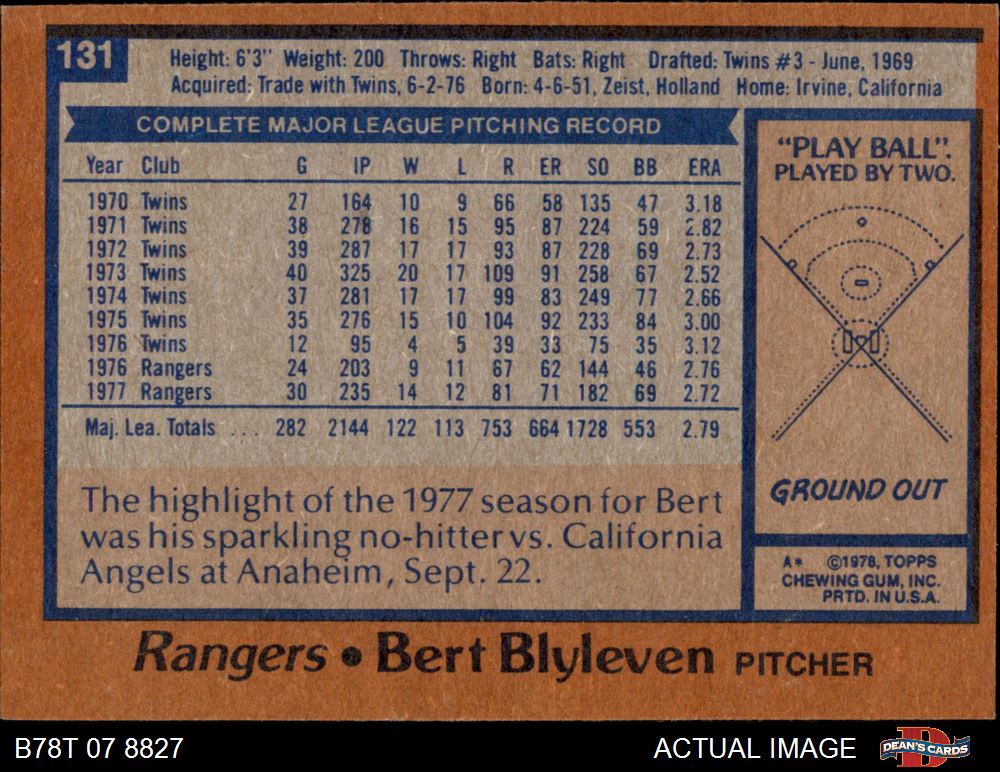 131
Height: 6'3" Weight: 200 Throws: Right Bats: Right Drafted: Twins #3 - June, 1969
Acquired: Trade with Twins, 6-2-76 Born: 4-6-51, Zeist, Holland Home: Irvine, California
COMPLETE MAJOR LEAGUE PITCHING RECORD
Year Club G IP W L R ER SO BB ERA
1970 Twins 27 164 10 9 66 58 135 47 3.18
1971 Twins 38 278 16 15 95 87 224 59 2.82
1972 Twins 39 287 17 17 93 87 228 69 2.73
1973 Twins 40 325 20 17 109 91 258 67 2.52
1974 Twins 37 281 17 17 99 83 249 77 2.66
1975 Twins 35 276 15 10 104 92 233 84 3.00
1976 Twins 12 95 4 5 39 33 75 35 3.12
1976 Rangers 24 203 9 11 67 62 144 46 2.76
1977 Rangers 30 235 14 12 81 71 182 69 2.72
Maj. Lea. Totals . . . 282 2144 122 113 753 664 1728 553 2.79
The highlight of the 1977 season for Bert
was his sparkling no-hitter vs. California
Angels at Anaheim, Sept. 22.
"PLAY BALL".
PLAYED BY TWO.
GROUND OUT
A* ©1978, TOPPS
CHEWING GUM, INC.
PRTD. IN U.S.A.
Rangers • Bert Blyleven PITCHER
B78T 07 8827 ACTUAL IMAGE
D
DEAN'S CARDS